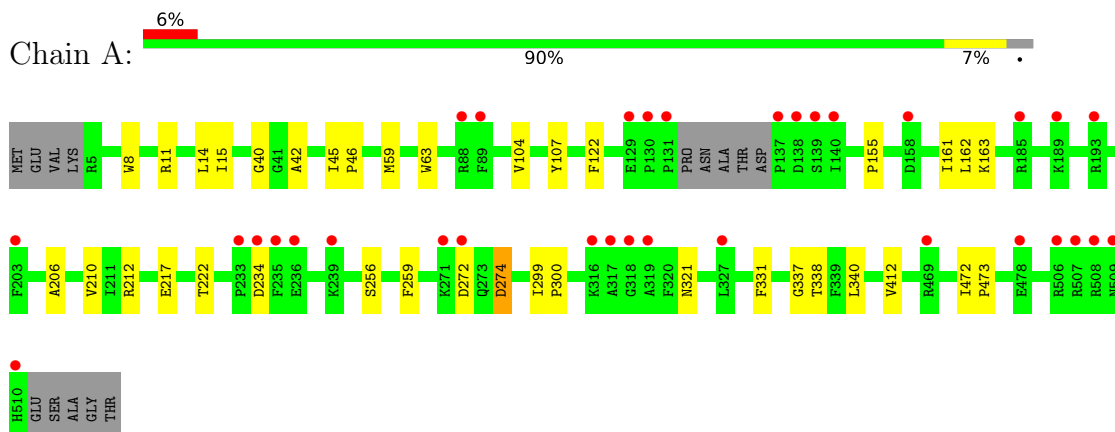 6%
Chain A:
90% 7% •
MET GLU VAL LYS R5 W8 R11 L14 I15 G40 G41 A42 I45 P46 M59 W63 R88 F89 V104 Y107 F122 E129 P130 P131 PRO ASN ALA THR ASP P137 D138 S139 I140 P155 D158 I161 L162 K163 R185 K189 R193
F203 A206 V210 I211 R212 E217 T222 P233 D234 F235 E236 K239 S256 F259 K271 D272 Q273 D274 I299 P300 K316 A317 G318 A319 F320 N321 L327 F331 G337 T338 F339 L340 V412 R469 I472 P473 E478 R506 R507 R508 N509
H510 GLU SER ALA GLY THR